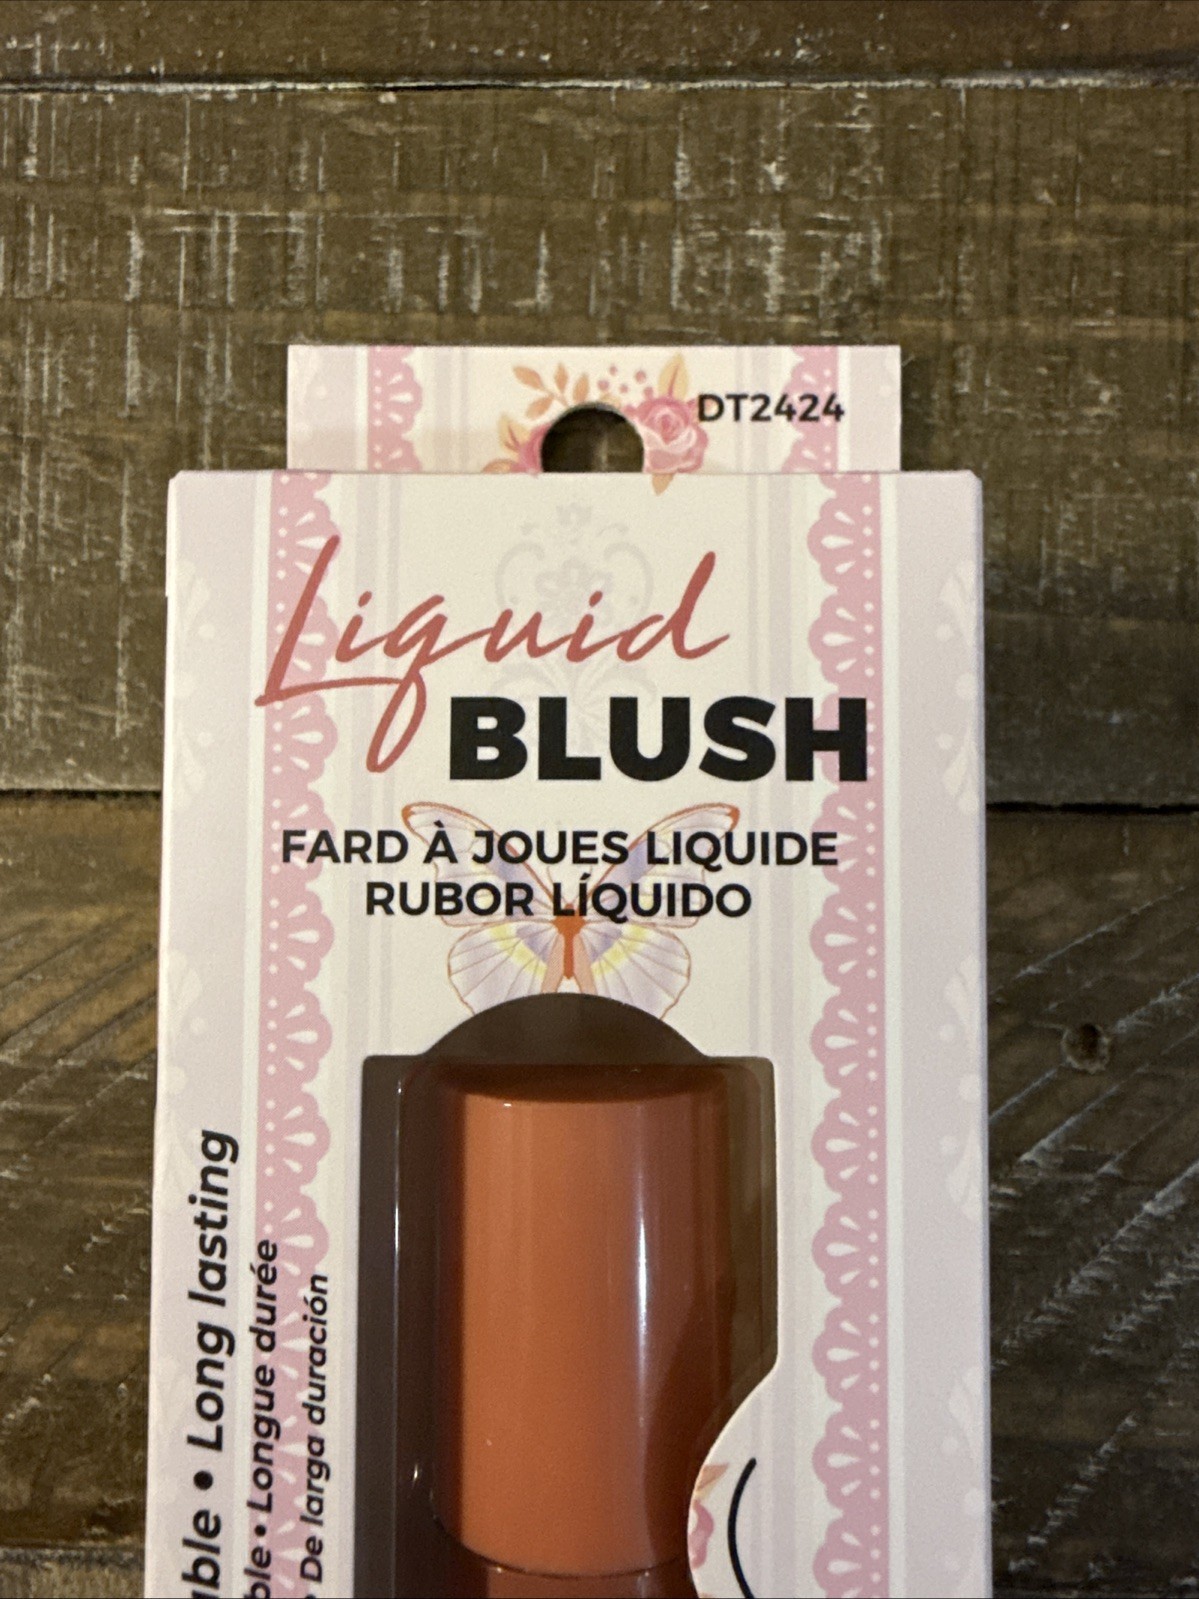 DT2424
Liquid
BLUSH
FARD À JOUES LIQUIDE
RUBOR LÍQUIDO
• Long lasting
• Longue durée
• De larga duración